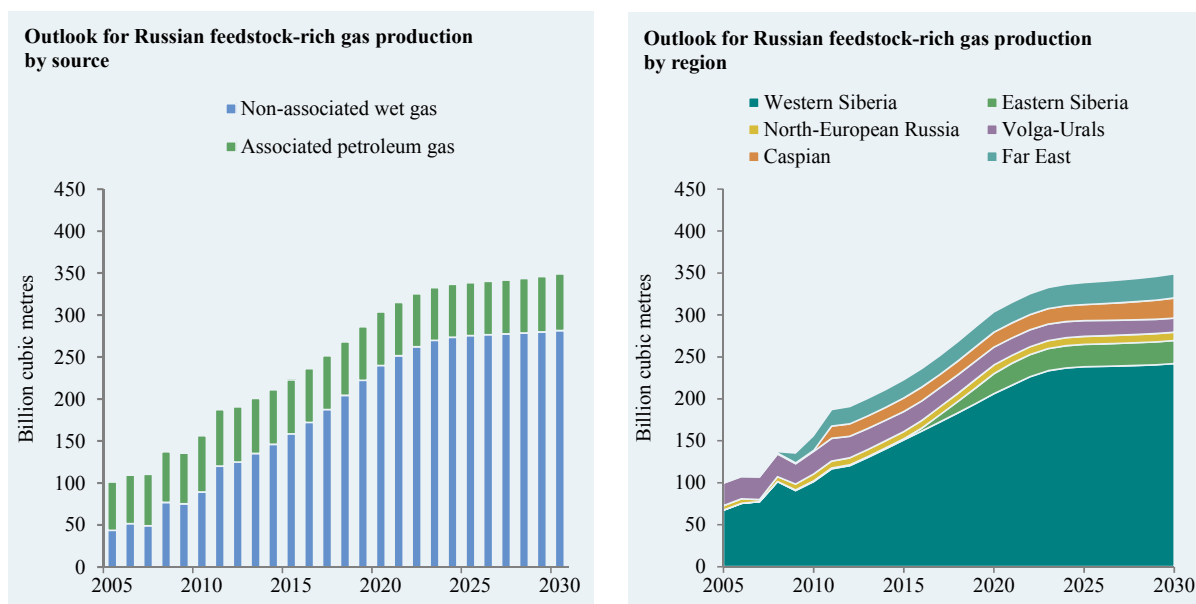 Outlook for Russian feedstock-rich gas production
by source
Non-associated wet gas
Associated petroleum gas
Billion cubic metres
450
400
350
300
250
200
150
100
50
0
2005 2010 2015 2020 2025 2030
Outlook for Russian feedstock-rich gas production
by region
Western Siberia Eastern Siberia
North-European Russia Volga-Urals
Caspian Far East
Billion cubic metres
450
400
350
300
250
200
150
100
50
0
2005 2010 2015 2020 2025 2030